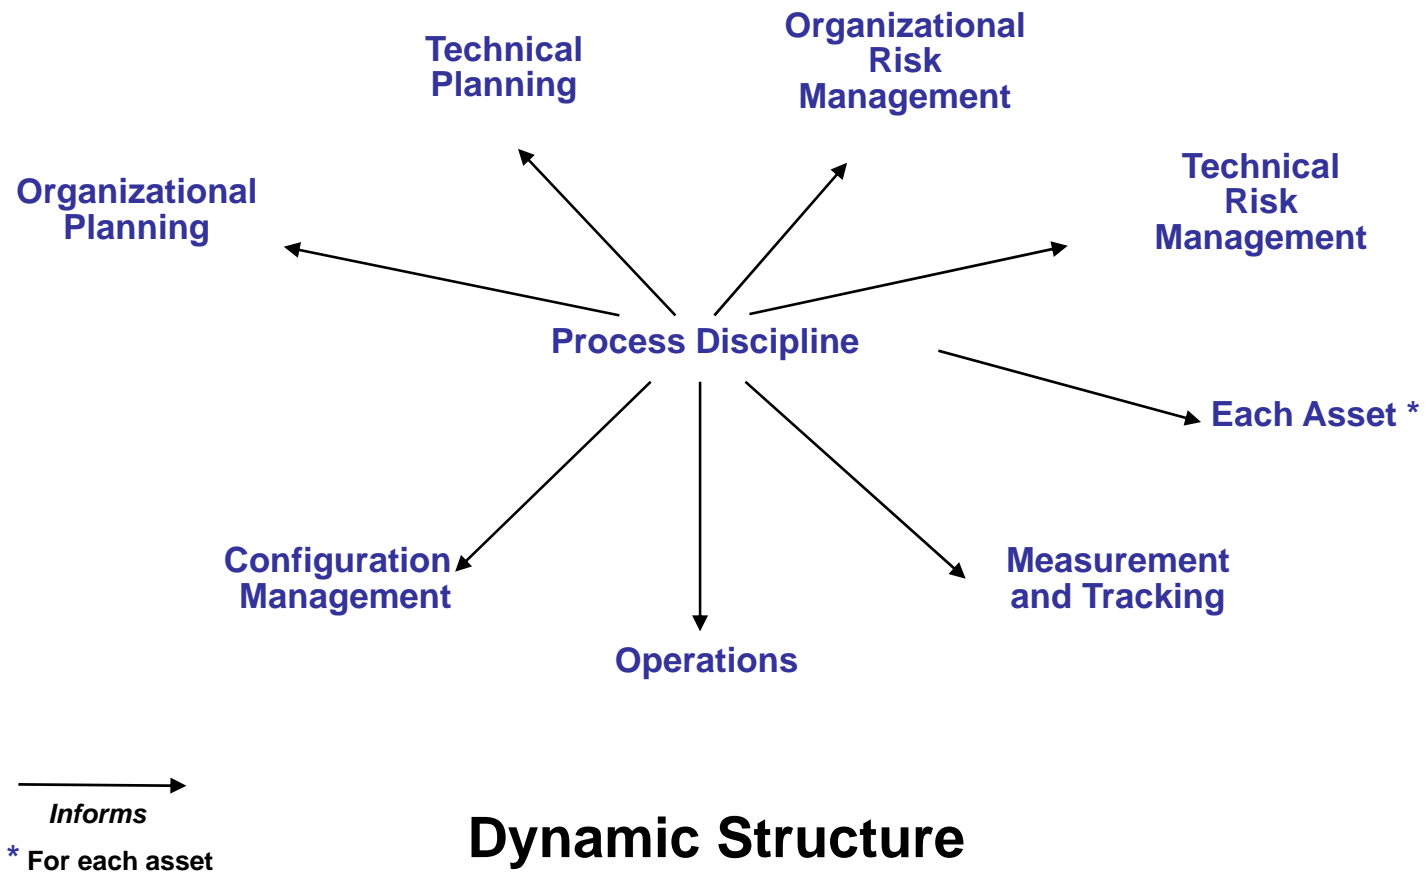 Organizational
Risk
Management
Technical
Planning
Technical
Risk
Management
Organizational
Planning
Process Discipline
Each Asset *
Configuration
Management
Measurement
and Tracking
Operations
Informs
* For each asset
Dynamic Structure